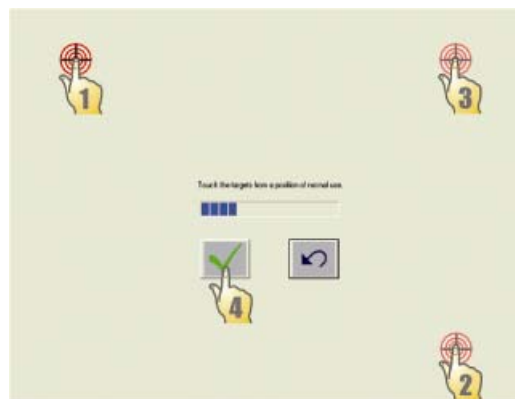 1
3
Touch the targets from a position of normal use.
4
2